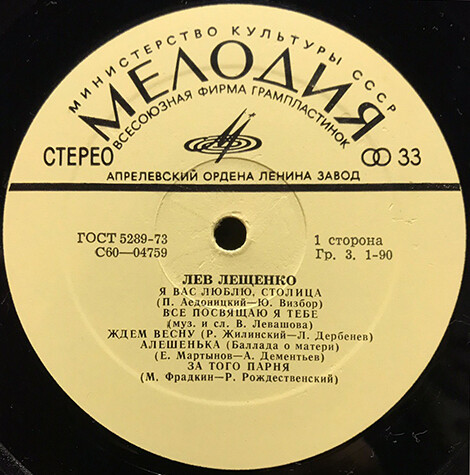 МИНИСТЕРСТВО КУЛЬТУРЫ СССР
МЕЛОДИЯ
ВСЕСОЮЗНАЯ ФИРМА ГРАМПЛАСТИНОК
СТЕРЕО 33
АПРЕЛЕВСКИЙ ОРДЕНА ЛЕНИНА ЗАВОД
ГОСТ 5289-73
С60—04759
1 сторона
Гр. 3. 1-90
ЛЕВ ЛЕЩЕНКО
Я ВАС ЛЮБЛЮ, СТОЛИЦА
(П. Аедоницкий—Ю. Визбор)
ВСЕ ПОСВЯЩАЮ Я ТЕБЕ
(муз. и сл. В. Левашова)
ЖДЕМ ВЕСНУ (Р. Жилинский—Л. Дербенев)
АЛЕШЕНЬКА (Баллада о матери)
(Е. Мартынов—А. Дементьев)
ЗА ТОГО ПАРНЯ
(М. Фрадкин—Р. Рождественский)